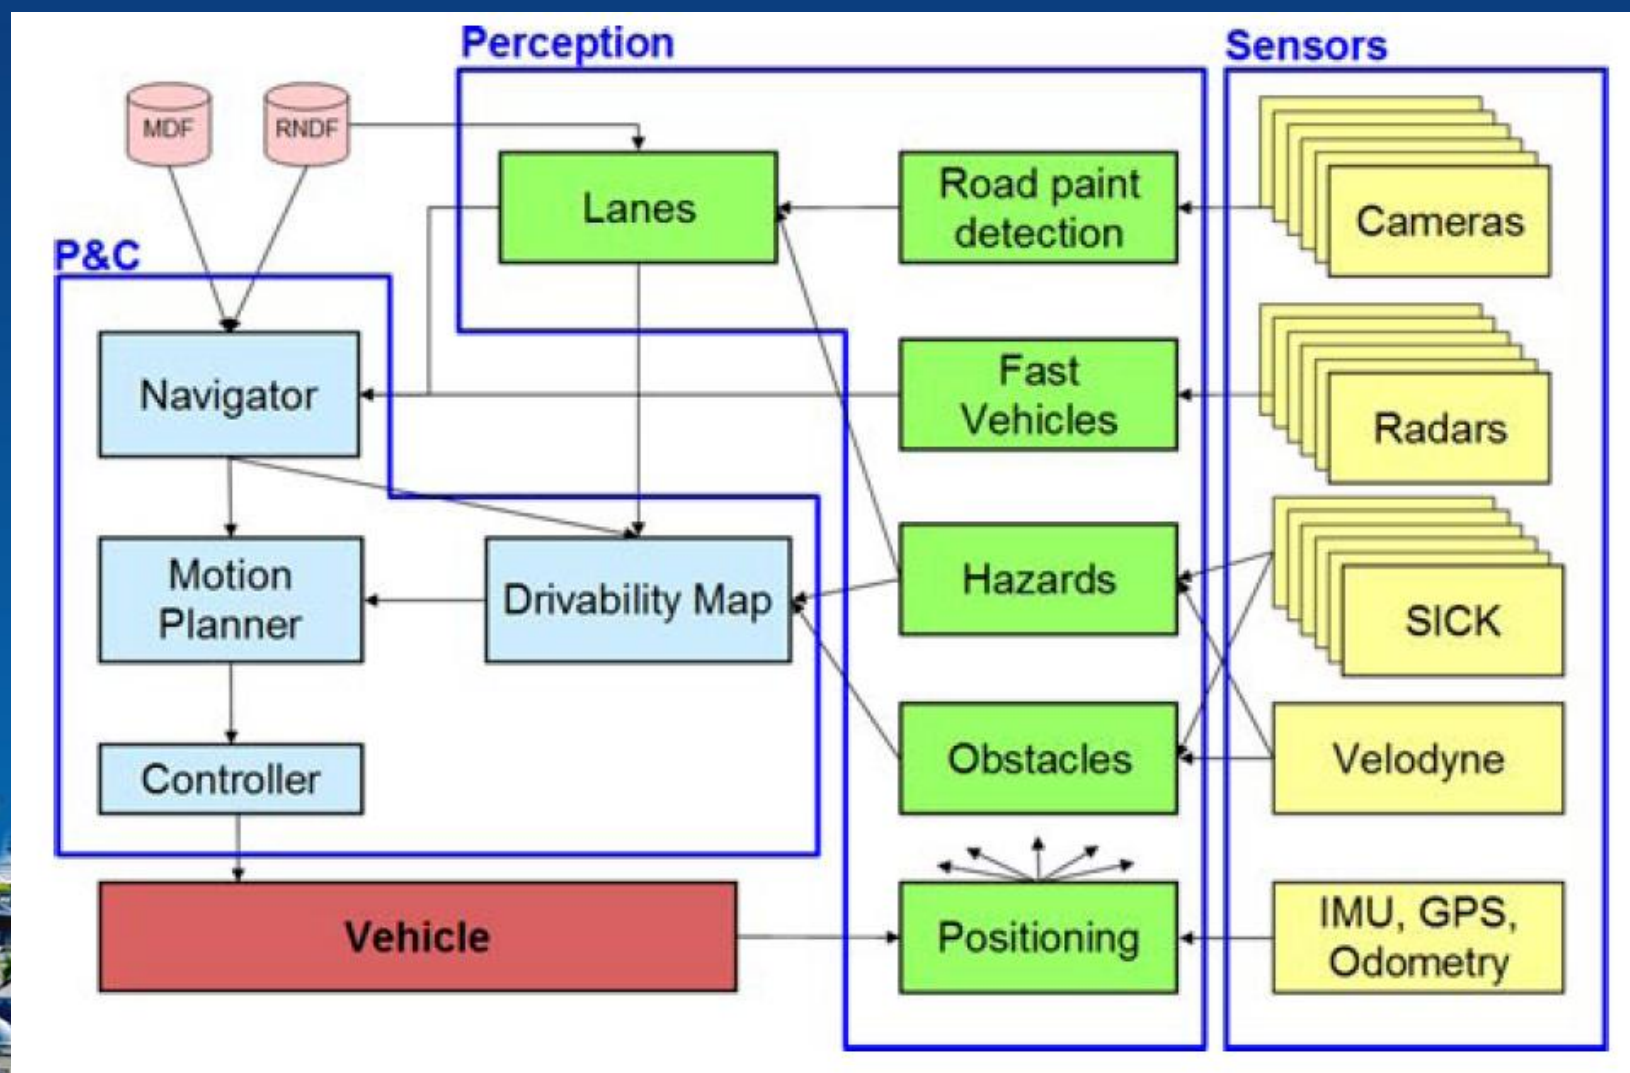 Perception
Sensors
MDF
RNDF
Lanes
Road paint
detection
Cameras
P&C
Navigator
Fast
Vehicles
Radars
Motion
Planner
Drivability Map
Hazards
SICK
Controller
Obstacles
Velodyne
Vehicle
Positioning
IMU, GPS,
Odometry